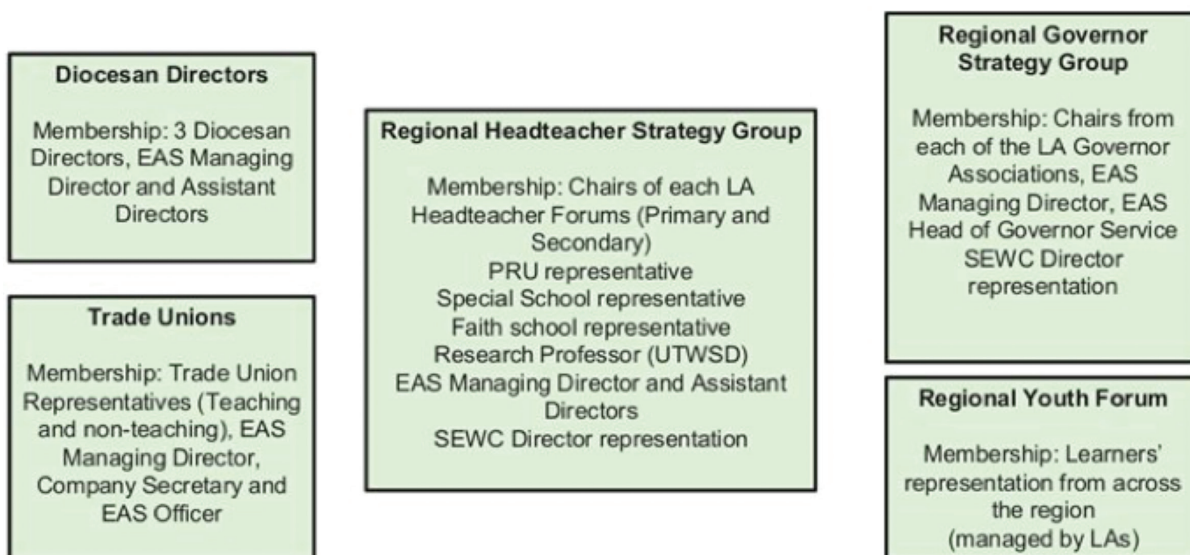 Diocesan Directors
Membership: 3 Diocesan
Directors, EAS Managing
Director and Assistant
Directors
Trade Unions
Membership: Trade Union
Representatives (Teaching
and non-teaching), EAS
Managing Director,
Company Secretary and
EAS Officer
Regional Headteacher Strategy Group
Membership: Chairs of each LA
Headteacher Forums (Primary and
Secondary)
PRU representative
Special School representative
Faith school representative
Research Professor (UTWSD)
EAS Managing Director and Assistant
Directors
SEWC Director representation
Regional Governor
Strategy Group
Membership: Chairs from
each of the LA Governor
Associations, EAS
Managing Director, EAS
Head of Governor Service
SEWC Director
representation
Regional Youth Forum
Membership: Learners’
representation from across
the region
(managed by LAs)